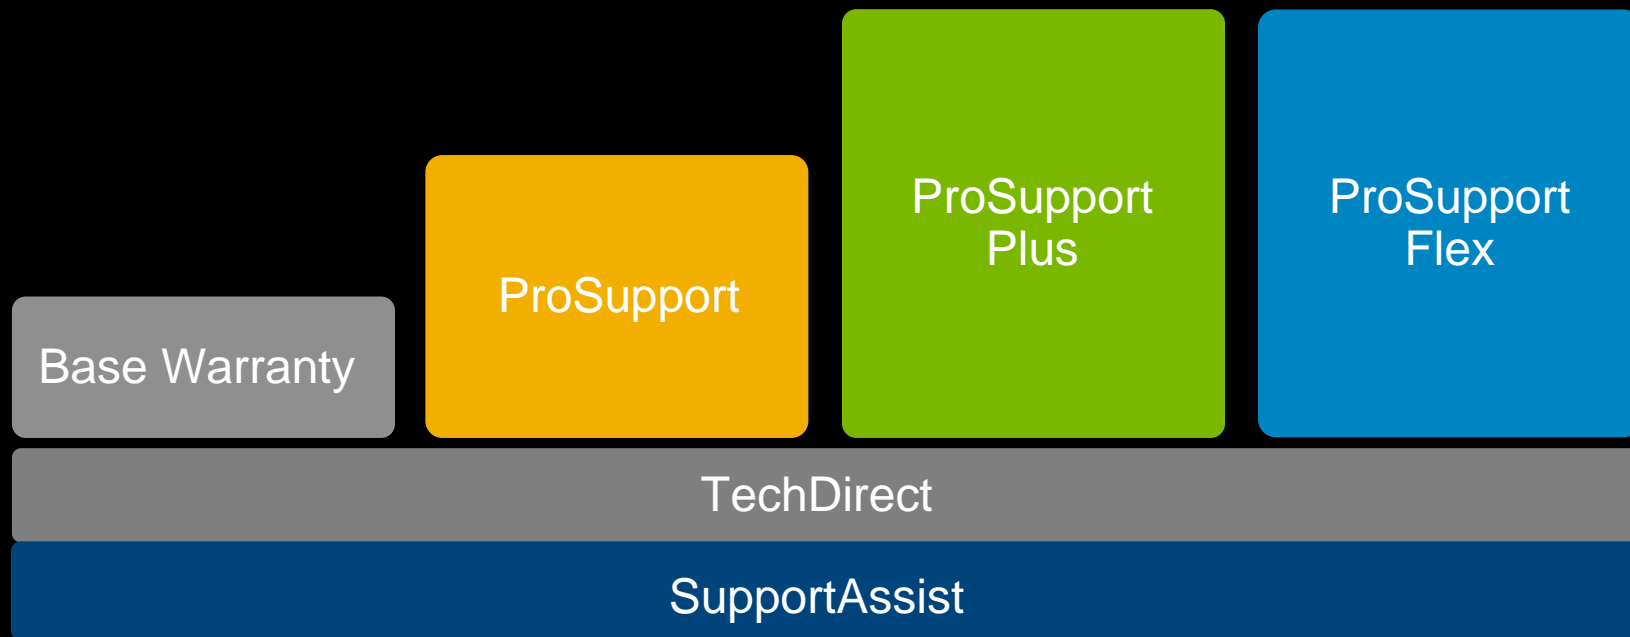 Base Warranty
ProSupport
ProSupport
Plus
ProSupport
Flex
TechDirect
SupportAssist